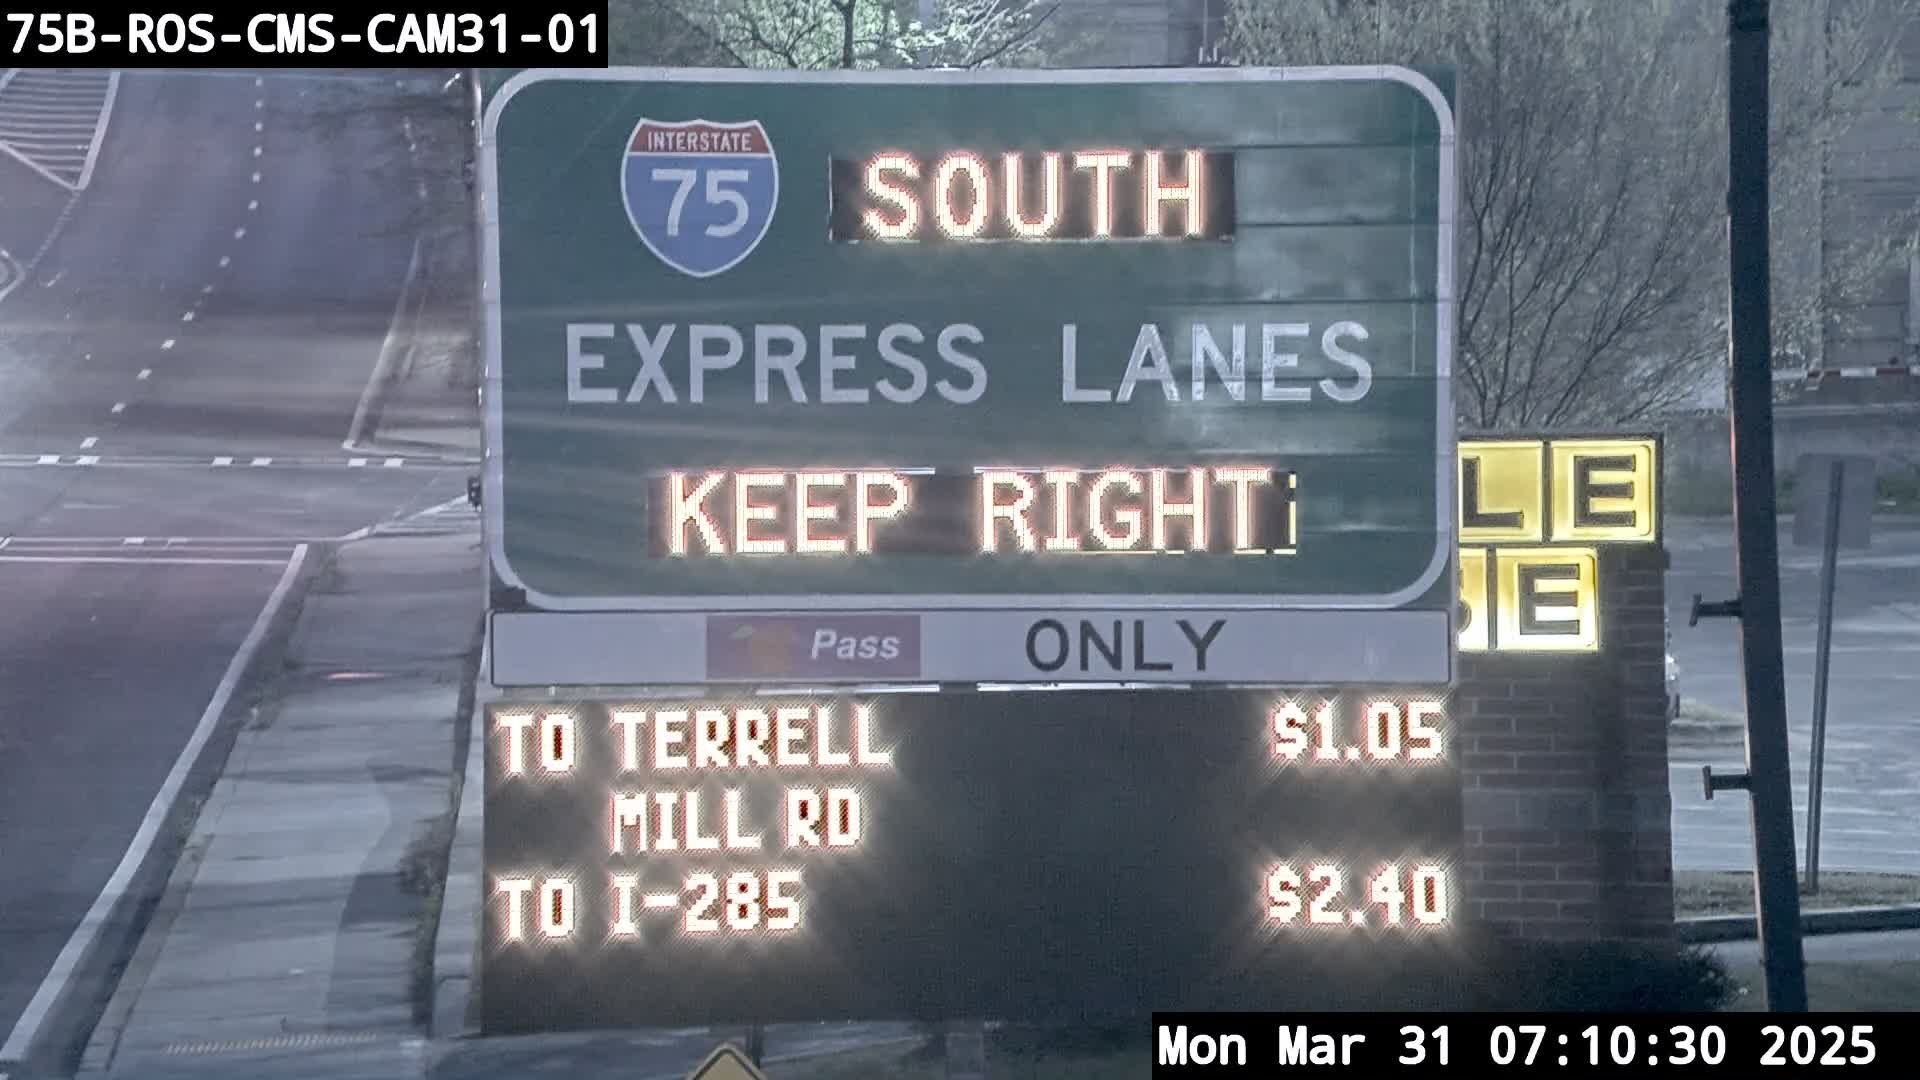 75B-ROS-CMS-CAM31-01
INTERSTATE
75
SOUTH
EXPRESS LANES
KEEP RIGHT
LE
E
Pass ONLY
TO TERRELL $1.05
MILL RD
TO I-285 $2.40
Mon Mar 31 07:10:30 2025